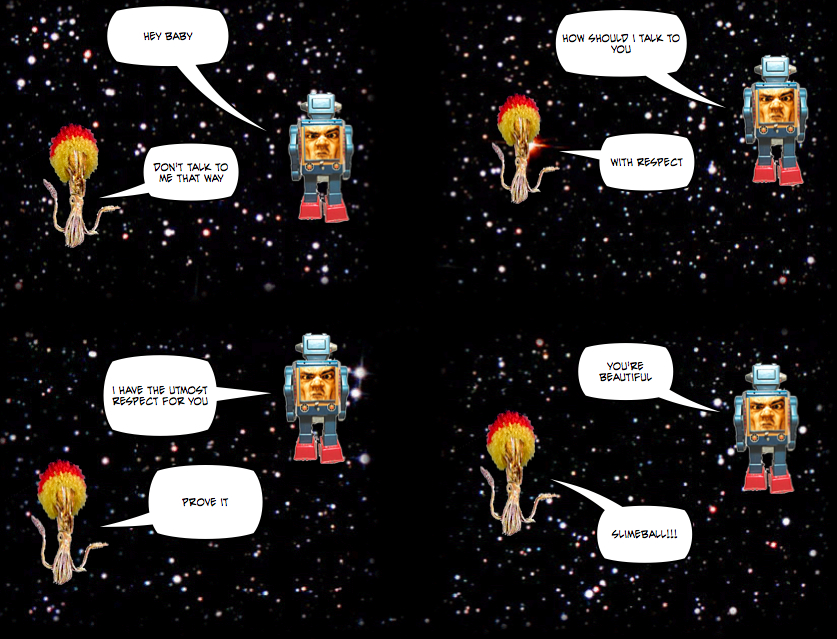 HEY BABY
DON'T TALK TO
ME THAT WAY
HOW SHOULD I TALK TO
YOU
WITH RESPECT
I HAVE THE UTMOST
RESPECT FOR YOU
PROVE IT
YOU'RE
BEAUTIFUL
SLIMEBALL!!!